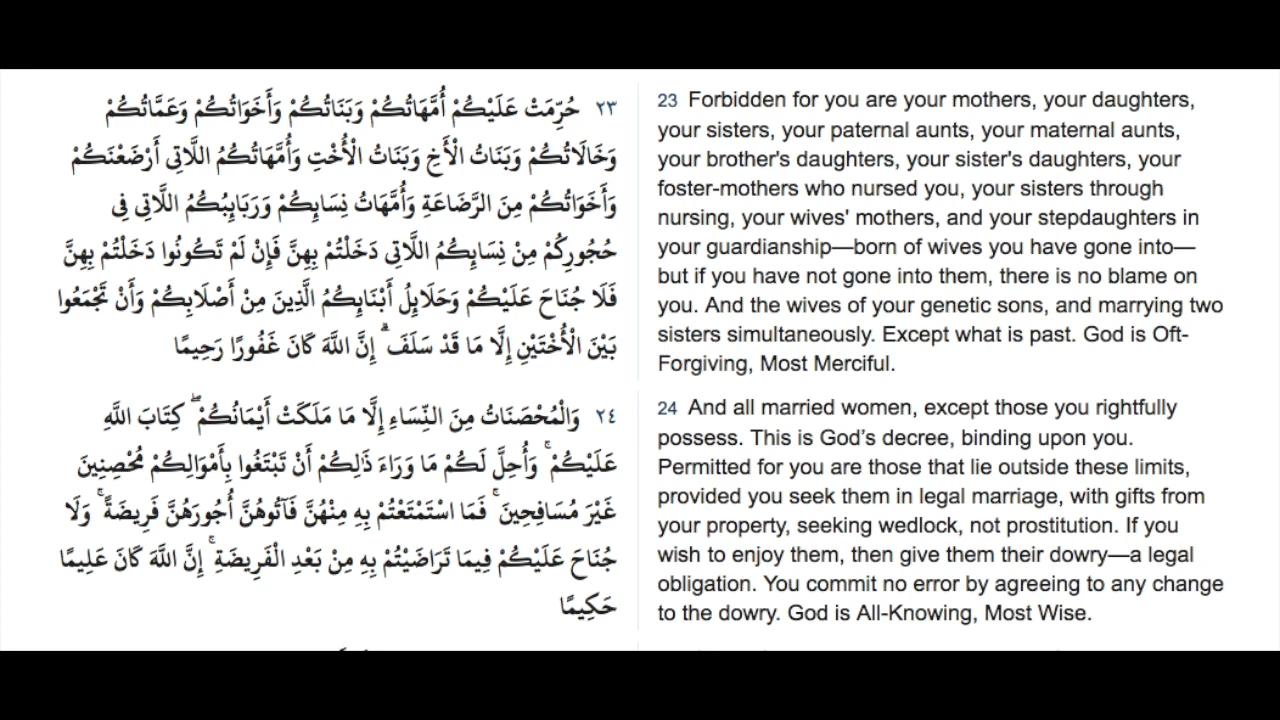 ٢٣ حُرِّمَتْ عَلَيْكُمْ أُمَّهَاتُكُمْ وَبَنَاتُكُمْ وَأَخَوَاتُكُمْ وَعَمَّاتُكُمْ
وَخَالَاتُكُمْ وَبَنَاتُ الْأَخِ وَبَنَاتُ الْأُخْتِ وَأُمَّهَاتُكُمُ اللَّاتِي أَرْضَعْنَكُمْ
وَأَخَوَاتُكُمْ مِنَ الرَّضَاعَةِ وَأُمَّهَاتُ نِسَائِكُمْ وَرَبَائِبُكُمُ اللَّاتِي فِي
حُجُورِكُمْ مِنْ نِسَائِكُمُ اللَّاتِي دَخَلْتُمْ بِهِنَّ فَإِنْ لَمْ تَكُونُوا دَخَلْتُمْ بِهِنَّ
فَلَا جُنَاحَ عَلَيْكُمْ وَحَلَائِلُ أَبْنَائِكُمُ الَّذِينَ مِنْ أَصْلَابِكُمْ وَأَنْ تَجْمَعُوا
بَيْنَ الْأُخْتَيْنِ إِلَّا مَا قَدْ سَلَفَ ۗ إِنَّ اللَّهَ كَانَ غَفُورًا رَحِيمًا
٢٤ وَالْمُحْصَنَاتُ مِنَ النِّسَاءِ إِلَّا مَا مَلَكَتْ أَيْمَانُكُمْ ۖ كِتَابَ اللَّهِ
عَلَيْكُمْ ۚ وَأُحِلَّ لَكُمْ مَا وَرَاءَ ذَلِكُمْ أَنْ تَبْتَغُوا بِأَمْوَالِكُمْ مُحْصِنِينَ
غَيْرَ مُسَافِحِينَ ۚ فَمَا اسْتَمْتَعْتُمْ بِهِ مِنْهُنَّ فَآتُوهُنَّ أُجُورَهُنَّ فَرِيضَةً ۚ وَلَا
جُنَاحَ عَلَيْكُمْ فِيمَا تَرَاضَيْتُمْ بِهِ مِنْ بَعْدِ الْفَرِيضَةِ ۚ إِنَّ اللَّهَ كَانَ عَلِيمًا
حَكِيمًا
23 Forbidden for you are your mothers, your daughters,
your sisters, your paternal aunts, your maternal aunts,
your brother's daughters, your sister's daughters, your
foster-mothers who nursed you, your sisters through
nursing, your wives' mothers, and your stepdaughters in
your guardianship—born of wives you have gone into—
but if you have not gone into them, there is no blame on
you. And the wives of your genetic sons, and marrying two
sisters simultaneously. Except what is past. God is Oft-
Forgiving, Most Merciful.
24 And all married women, except those you rightfully
possess. This is God’s decree, binding upon you.
Permitted for you are those that lie outside these limits,
provided you seek them in legal marriage, with gifts from
your property, seeking wedlock, not prostitution. If you
wish to enjoy them, then give them their dowry—a legal
obligation. You commit no error by agreeing to any change
to the dowry. God is All-Knowing, Most Wise.